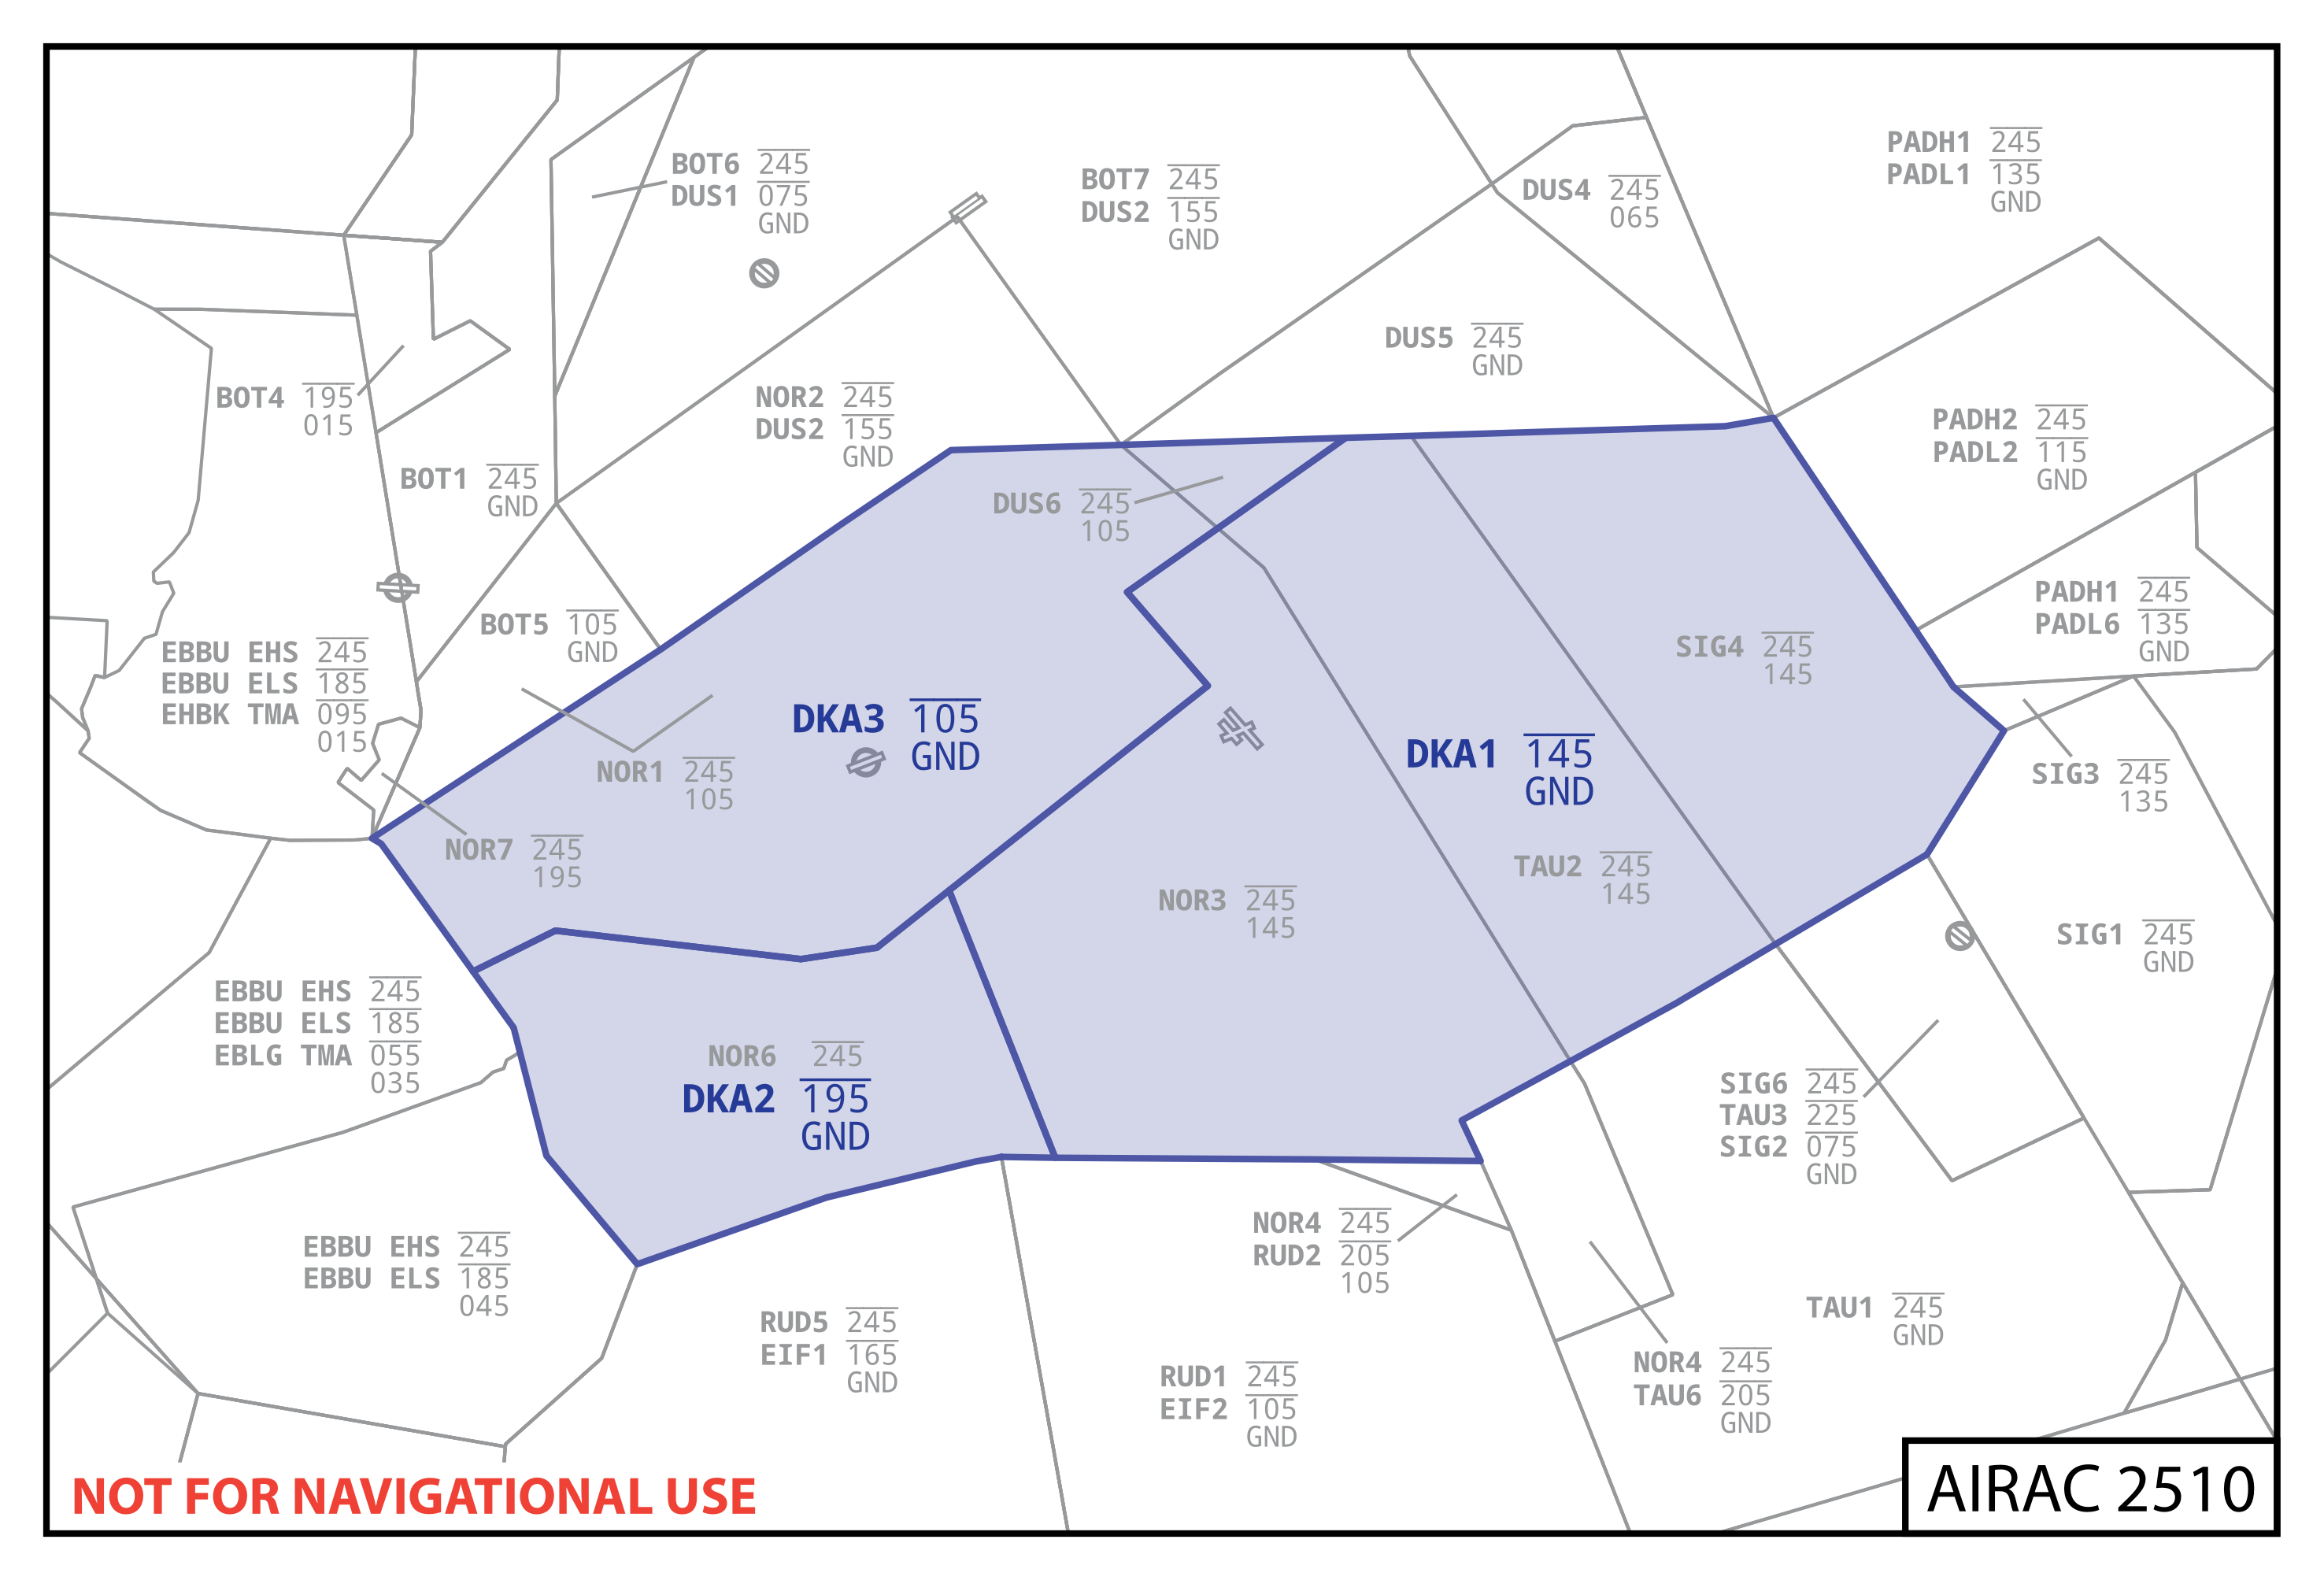 BOT6 245
DUS1 075
GND
BOT7 245
DUS2 155
GND
DUS4 245
065
PADH1 245
PADL1 135
GND
DUS5 245
GND
BOT4 195
015
NOR2 245
DUS2 155
GND
PADH2 245
PADL2 115
GND
BOT1 245
GND
DUS6 245
105
BOT5 105
GND
PADH1 245
PADL6 135
GND
EBBU EHS 245
EBBU ELS 185
EHBK TMA 095
015
SIG4 245
145
DKA3 105
GND
DKA1 145
GND
NOR1 245
105
SIG3 245
135
NOR7 245
195
TAU2 245
145
NOR3 245
145
SIG1 245
GND
EBBU EHS 245
EBBU ELS 185
EBLG TMA 055
035
NOR6 245
DKA2 195
GND
SIG6 245
TAU3 225
SIG2 075
GND
NOR4 245
RUD2 205
105
EBBU EHS 245
EBBU ELS 185
045
RUD5 245
EIF1 165
GND
TAU1 245
GND
RUD1 245
EIF2 105
GND
NOR4 245
TAU6 205
GND
NOT FOR NAVIGATIONAL USE
AIRAC 2510